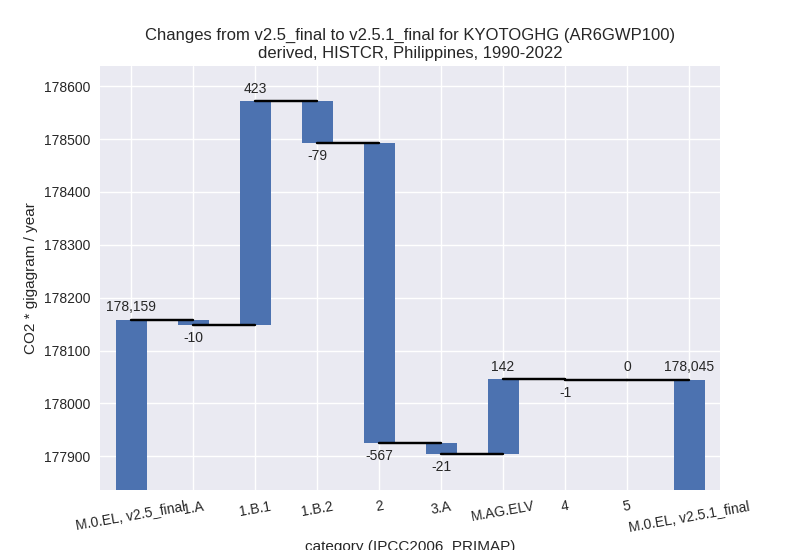 Changes from v2.5_final to v2.5.1_final for KYOTOGHG (AR6GWP100)
derived, HISTCR, Philippines, 1990-2022
CO2 * gigagram / year
178600
178500
178400
178300
178200
178100
178000
177900
178,159
-10
423
-79
-567
-21
142
-1
0
178,045
M.0.EL, v2.5_final
1.A
1.B.1
1.B.2
2
3.A
M.AG.ELV
4
5
M.0.EL, v2.5.1_final
category (IPCC2006_PRIMAP)